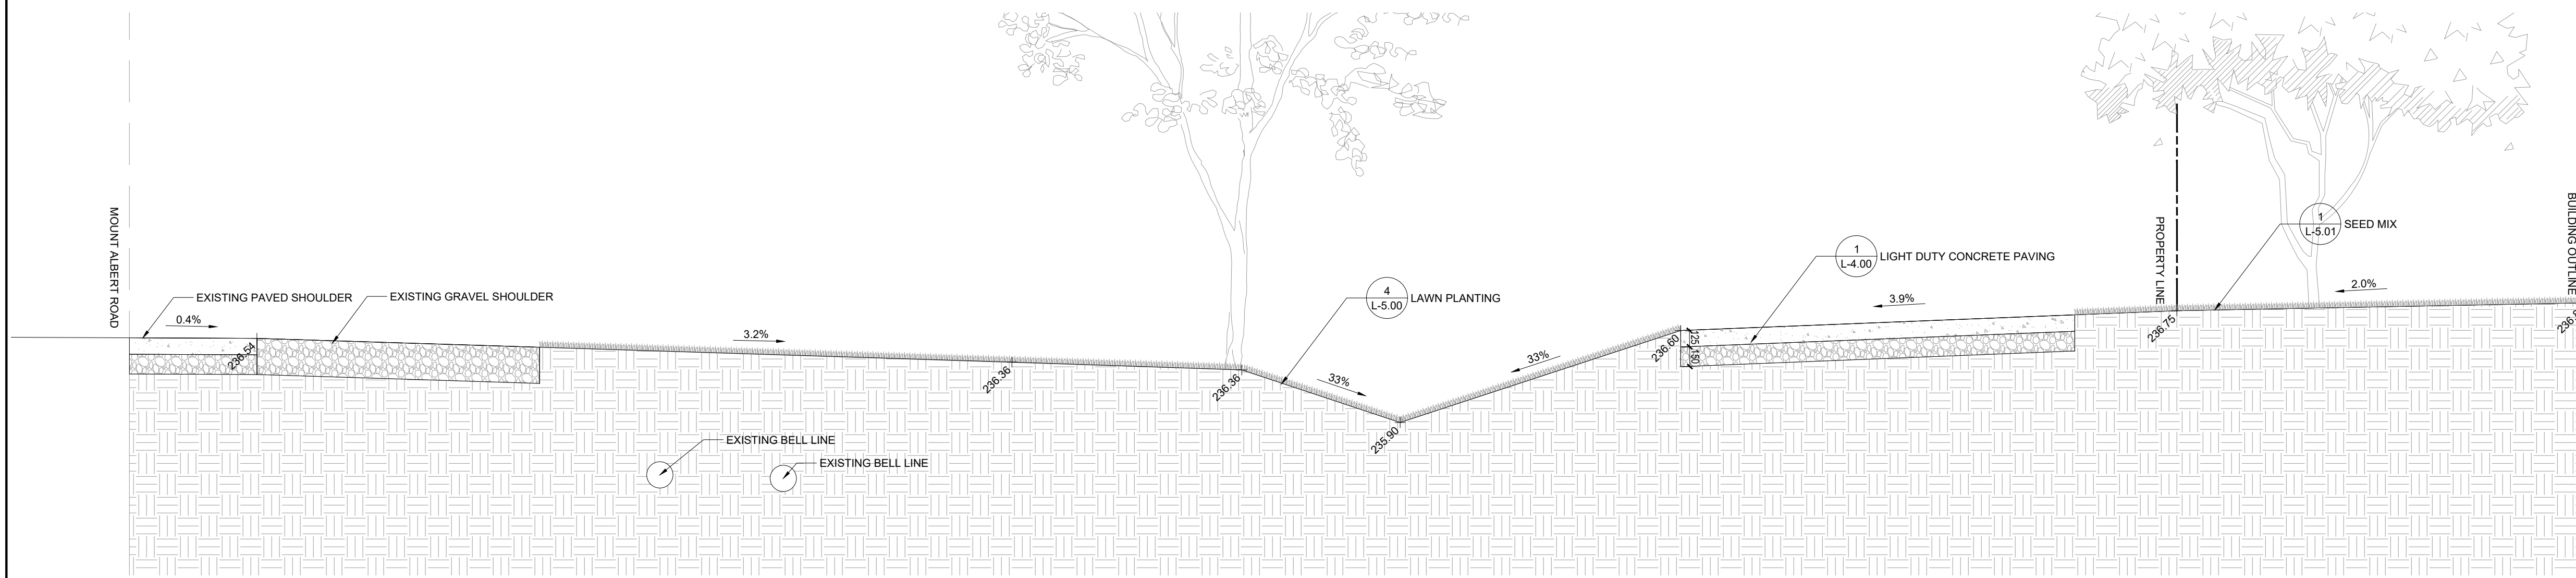 MOUNT ALBERT ROAD
EXISTING PAVED SHOULDER
0.4%
236.54
EXISTING GRAVEL SHOULDER
3.2%
EXISTING BELL LINE
EXISTING BELL LINE
236.36
236.36
33%
4
L-5.00
LAWN PLANTING
235.90
33%
236.60
125
150
1
L-4.00
LIGHT DUTY CONCRETE PAVING
3.9%
PROPERTY LINE
236.75
1
L-5.01
SEED MIX
2.0%
BUILDING OUTLINE